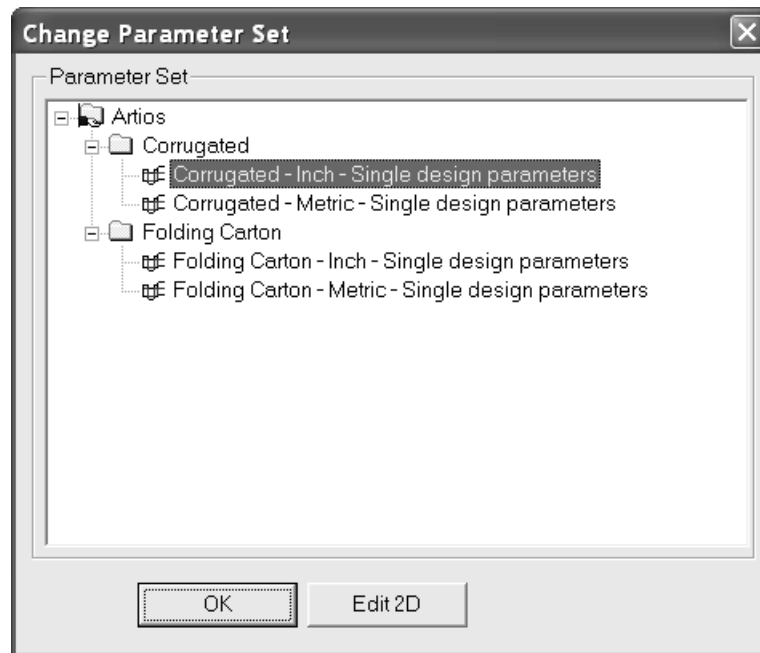 Change Parameter Set
Parameter Set
Artios
Corrugated
Corrugated - Inch - Single design parameters
Corrugated - Metric - Single design parameters
Folding Carton
Folding Carton - Inch - Single design parameters
Folding Carton - Metric - Single design parameters
OK Edit 2D